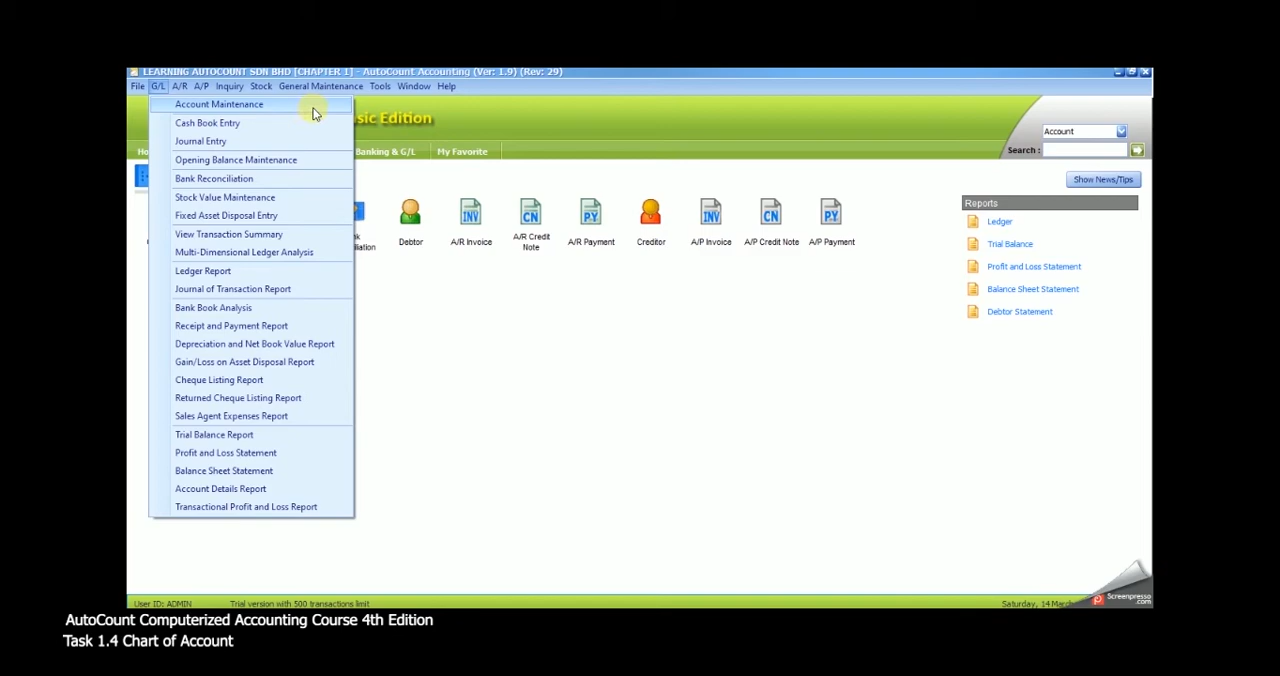 LEARNING AUTOCOUNT SDN BHD [CHAPTER 1] - AutoCount Accounting (Ver: 1.9) (Rev: 29)
File G/L A/R A/P Inquiry Stock General Maintenance Tools Window Help
Account Maintenance
Cash Book Entry
Journal Entry
Opening Balance Maintenance
Bank Reconciliation
Stock Value Maintenance
Fixed Asset Disposal Entry
View Transaction Summary
Multi-Dimensional Ledger Analysis
Ledger Report
Journal of Transaction Report
Bank Book Analysis
Receipt and Payment Report
Depreciation and Net Book Value Report
Gain/Loss on Asset Disposal Report
Cheque Listing Report
Returned Cheque Listing Report
Sales Agent Expenses Report
Trial Balance Report
Profit and Loss Statement
Balance Sheet Statement
Account Details Report
Transactional Profit and Loss Report
Edition
Account
Search :
Banking & G/L My Favorite
Show News/Tips
INV CN PY INV CN PY
Debtor A/R Invoice A/R Credit Note A/R Payment Creditor A/P Invoice A/P Credit Note A/P Payment
Reports
Ledger
Trial Balance
Profit and Loss Statement
Balance Sheet Statement
Debtor Statement
User ID: ADMIN Trial version with 500 transactions limit Saturday, 14 March
Screenpresso.com
AutoCount Computerized Accounting Course 4th Edition
Task 1.4 Chart of Account